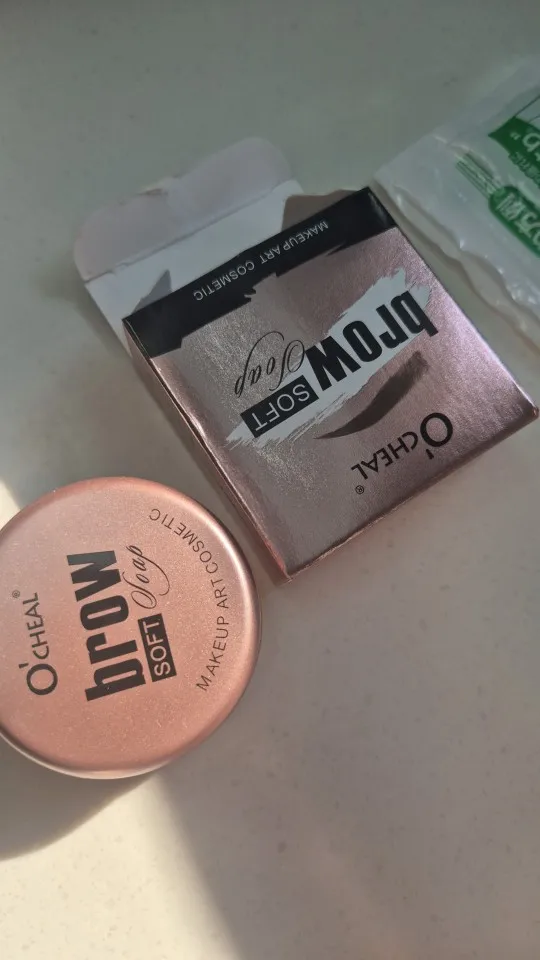 O'CHEAL®
brow
SOFT Soap
MAKEUP ART COSMETIC
O'CHEAL®
brow
SOFT Soap
MAKEUP ART COSMETIC